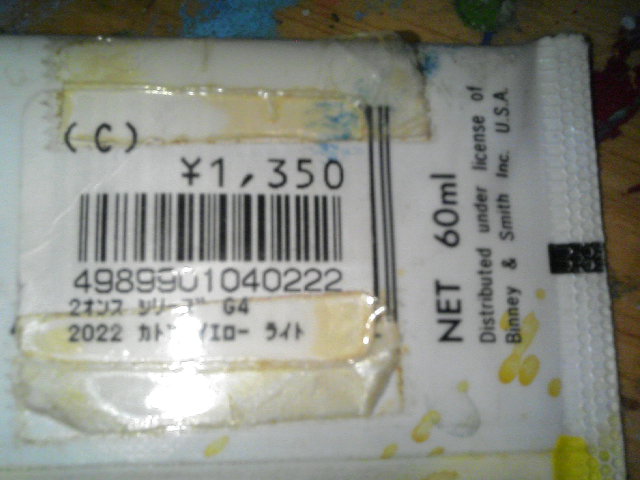 (C)
¥1,350
4989901040222
2オンス シリーズ G4
2022 イエロー ライト
NET 60ml
Distributed under license of
Binney & Smith Inc. U.S.A.